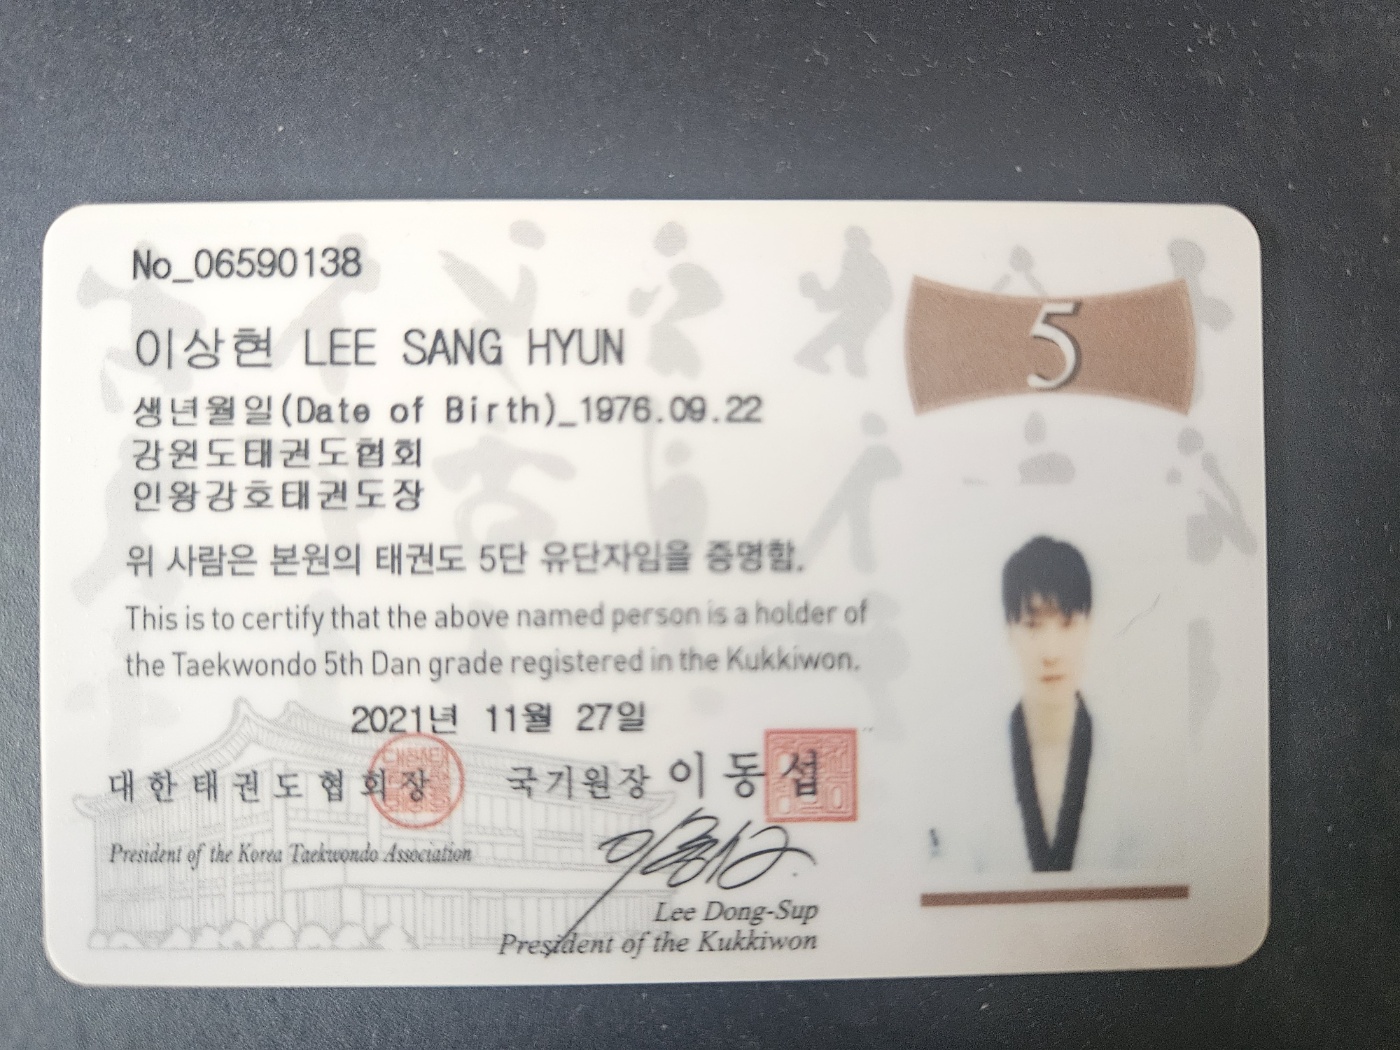 No_06590138
5
이상현 LEE SANG HYUN
생년월일(Date of Birth)_1976.09.22
강원도태권도협회
인왕강호태권도장
위 사람은 본원의 태권도 5단 유단자임을 증명함.
This is to certify that the above named person is a holder of
the Taekwondo 5th Dan grade registered in the Kukkiwon.
2021년 11월 27일
대한태권도협회장 국기원장 이동섭
President of the Korea Taekwondo Association
Lee Dong-Sup
President of the Kukkiwon